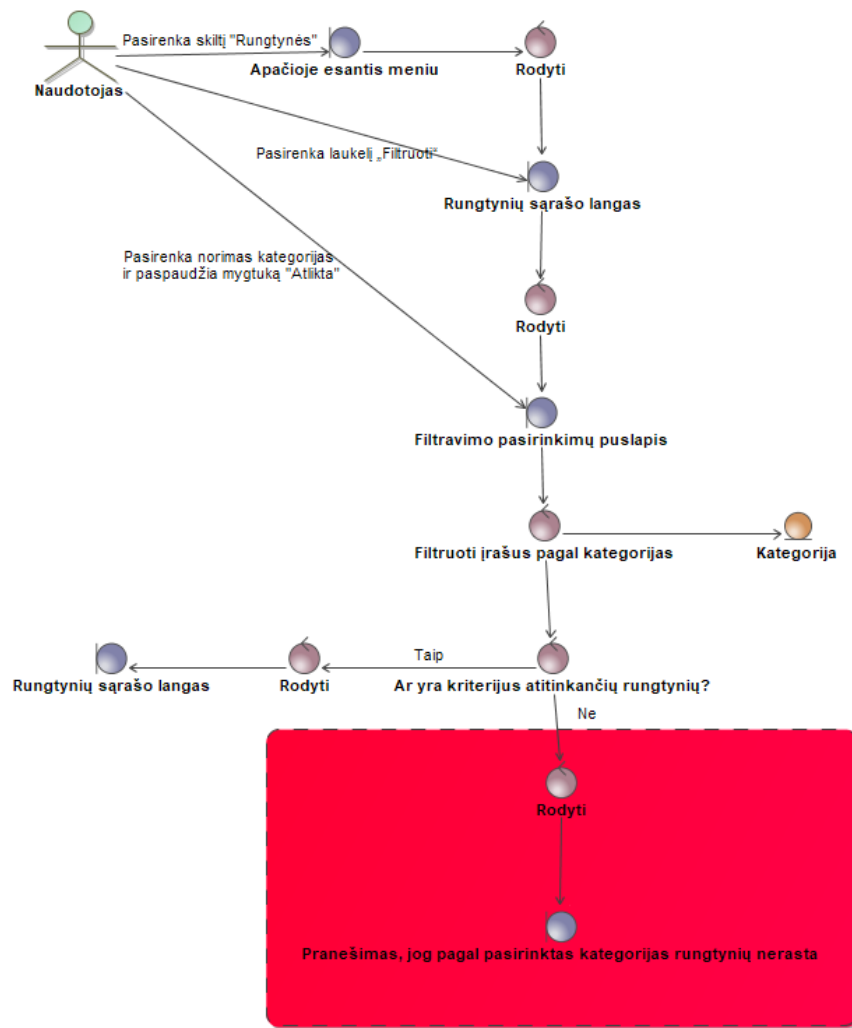 Pasirenka skiltį "Rungtynės"
Naudotojas
Apačioje esantis meniu
Rodyti
Pasirenka laukelį „Filtruoti“
Rungtynių sąrašo langas
Pasirenka norimas kategorijas
ir paspaudžia mygtuką "Atlikta"
Rodyti
Filtravimo pasirinkimų puslapis
Filtruoti įrašus pagal kategorijas
Kategorija
Taip
Rungtynių sąrašo langas
Rodyti
Ar yra kriterijus atitinkančių rungtynių?
Ne
Rodyti
Pranešimas, jog pagal pasirinktas kategorijas rungtynių nerasta